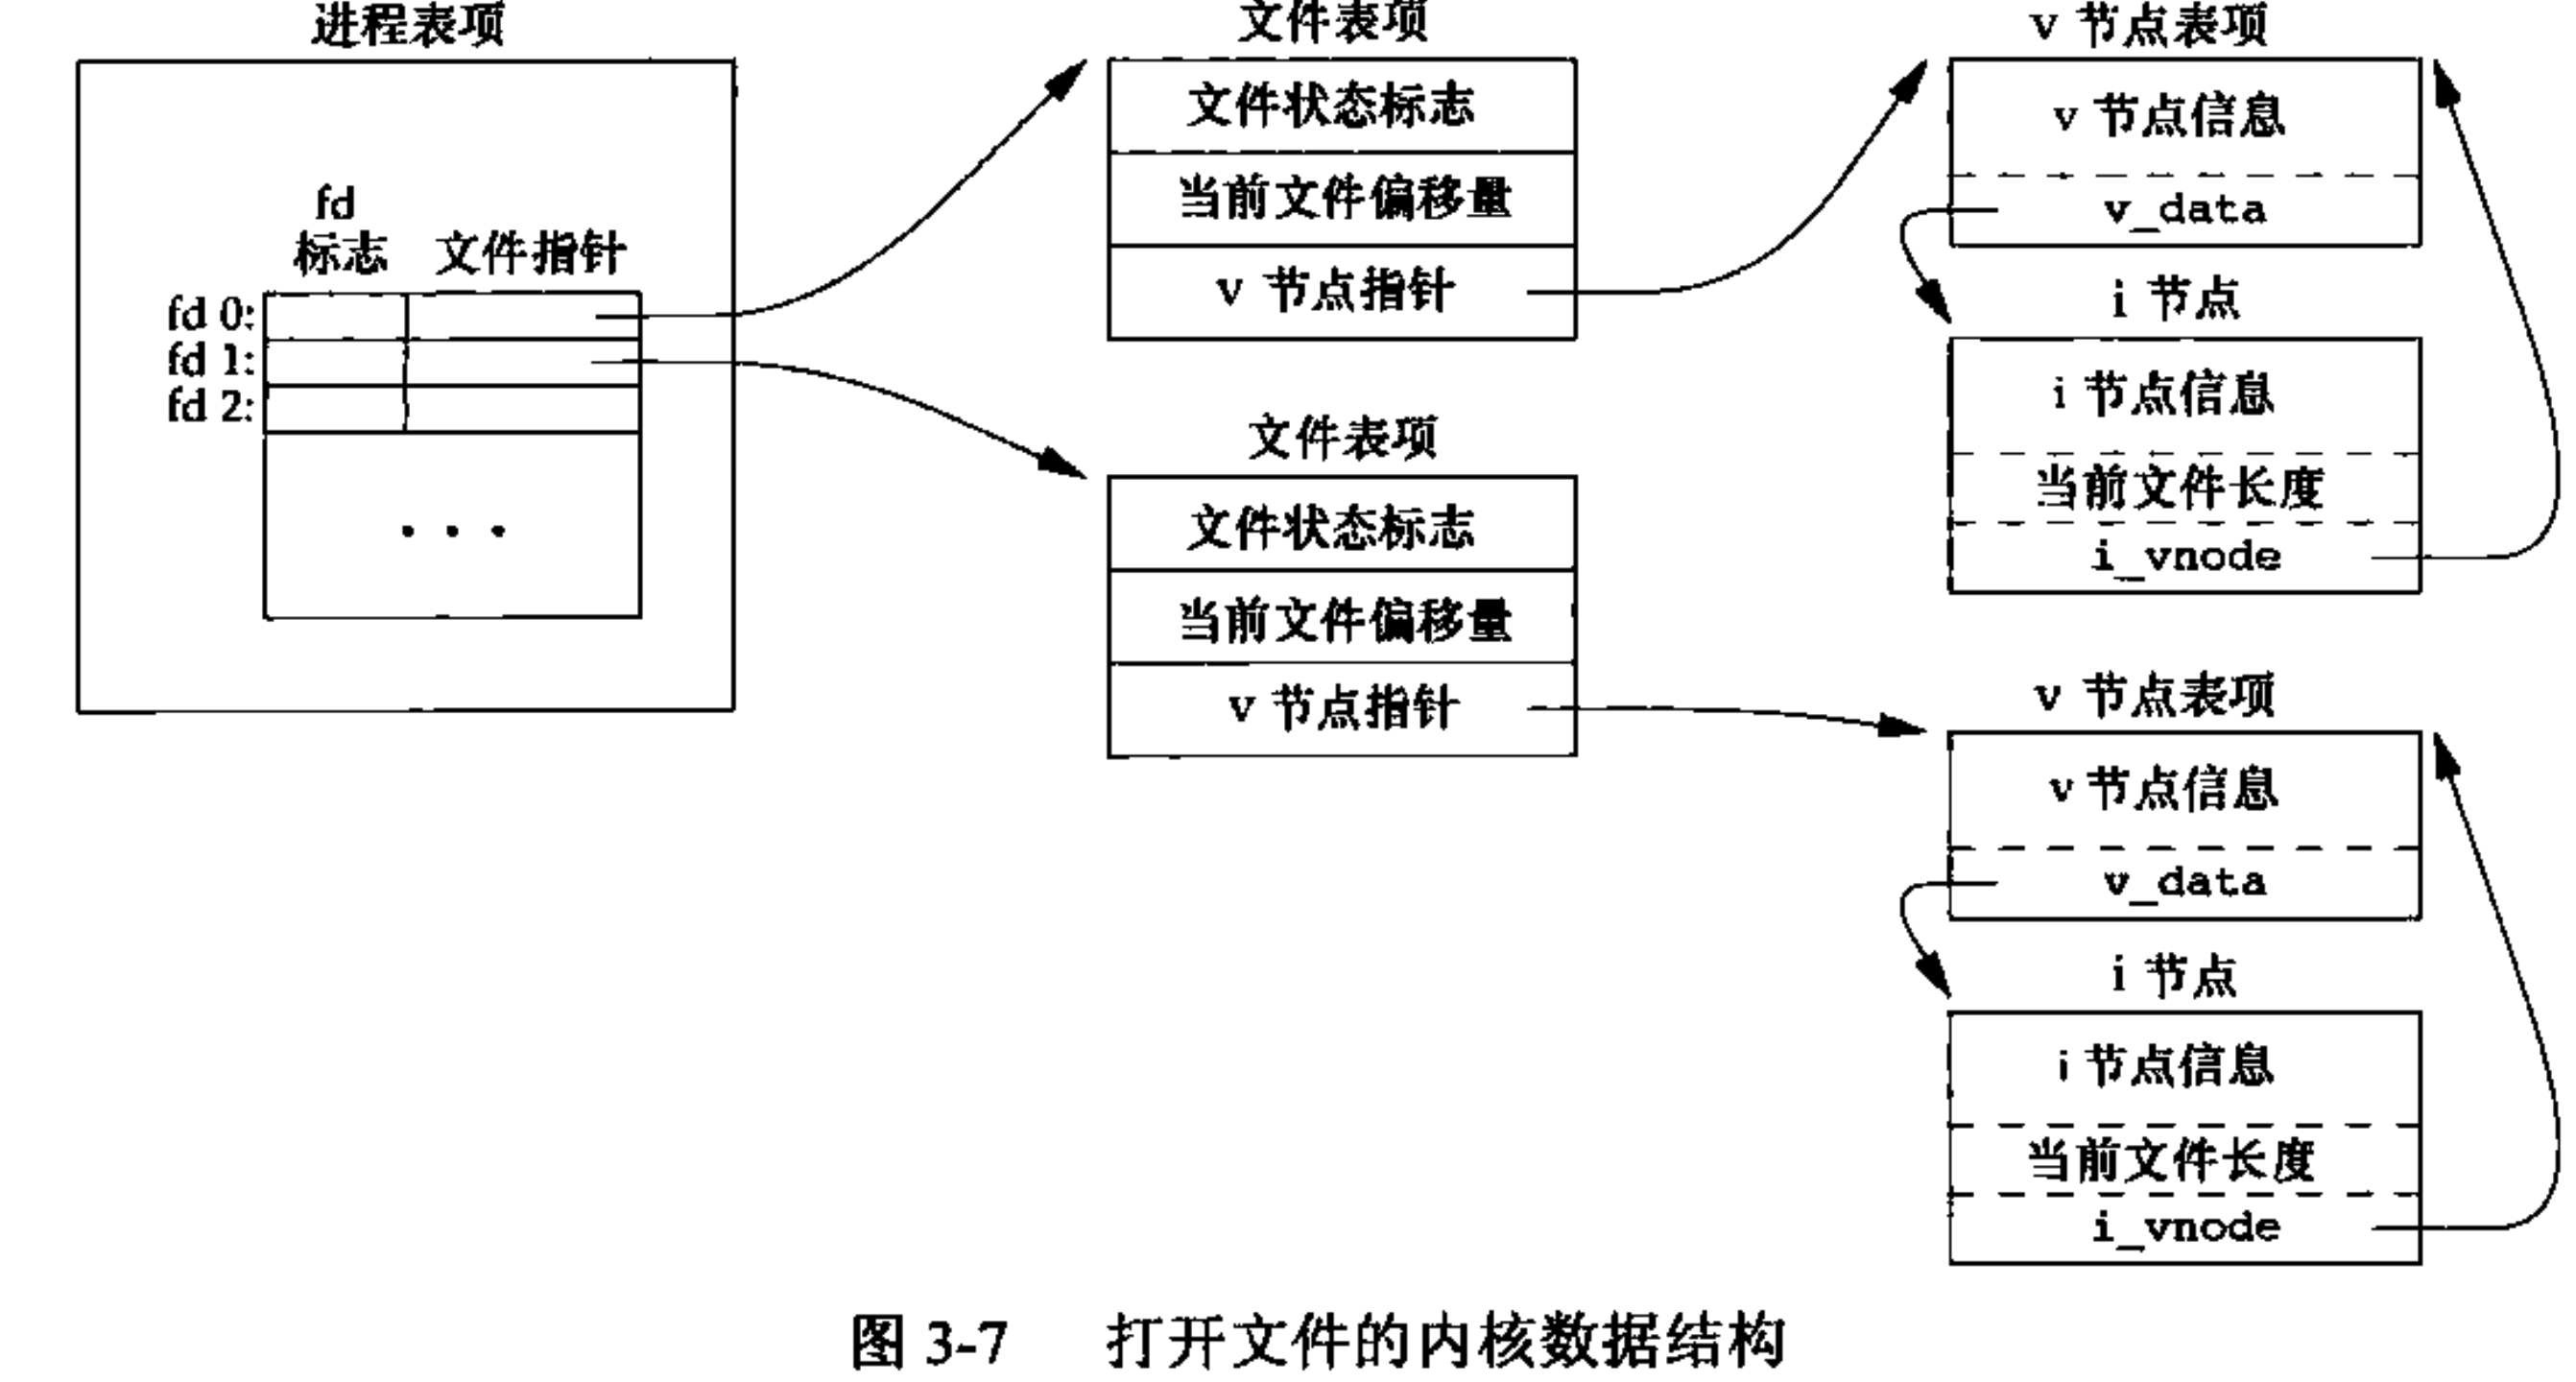 进程表项
fd
标志 文件指针
fd 0:
fd 1:
fd 2:
· · ·
文件表项
文件状态标志
当前文件偏移量
v 节点指针
文件表项
文件状态标志
当前文件偏移量
v 节点指针
v 节点表项
v 节点信息
v_data
i 节点
i 节点信息
当前文件长度
i_vnode
v 节点表项
v 节点信息
v_data
i 节点
i 节点信息
当前文件长度
i_vnode
图 3-7 打开文件的内核数据结构